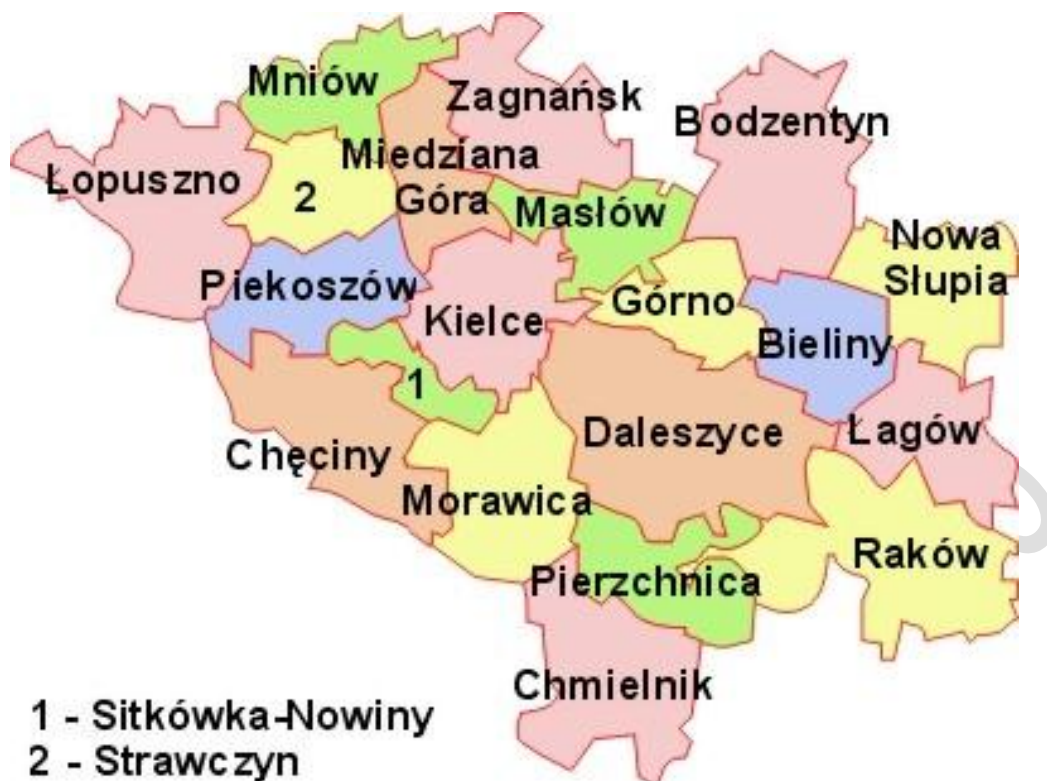 Mniów
Zagnańsk
Bodzentyn
Łopuszno
2
Miedziana
Góra
Masłów
Nowa
Słupia
Piekoszów
Kielce
Górno
Bieliny
1
Chęciny
Daleszyce
Łagów
Morawica
Raków
Pierzchnica
Chmielnik
1 - Sitkówka-Nowiny
2 - Strawczyn